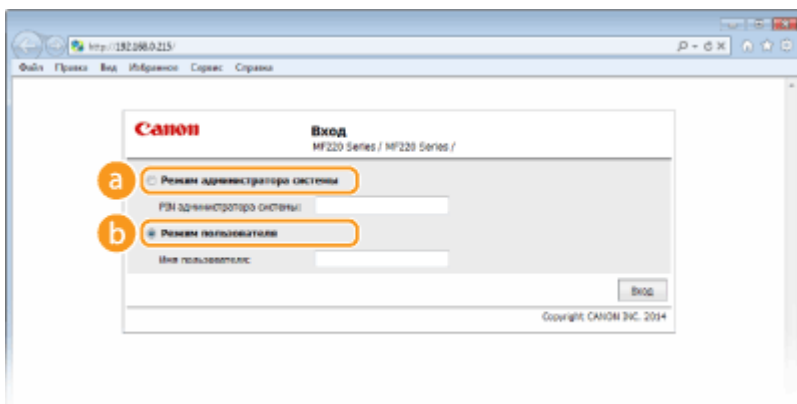 http://192.168.0.215/
Файл Правка Вид Избранное Сервис Справка
Canon
Вход
MF220 Series / MF220 Series /
a
Режим администратора системы
PIN администратора системы:
b
Режим пользователя
Имя пользователя:
Вход
Copyright CANON INC. 2014